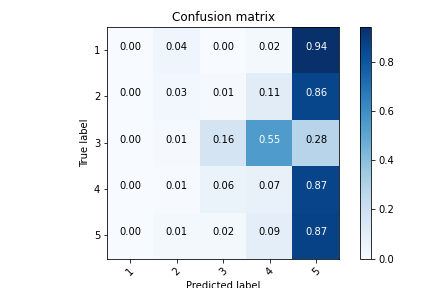 Confusion matrix
1 0.00 0.04 0.00 0.02 0.94
2 0.00 0.03 0.01 0.11 0.86
3 0.00 0.01 0.16 0.55 0.28
4 0.00 0.01 0.06 0.07 0.87
5 0.00 0.01 0.02 0.09 0.87
1 2 3 4 5
True label
Predicted label
0.8
0.6
0.4
0.2
0.0